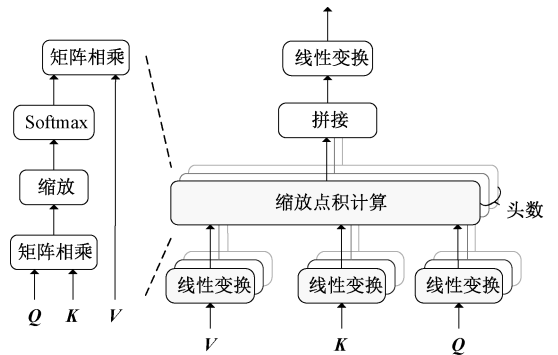 矩阵相乘
Softmax
缩放
矩阵相乘
Q K V
线性变换
拼接
缩放点积计算
头数
线性变换 线性变换 线性变换
V K Q